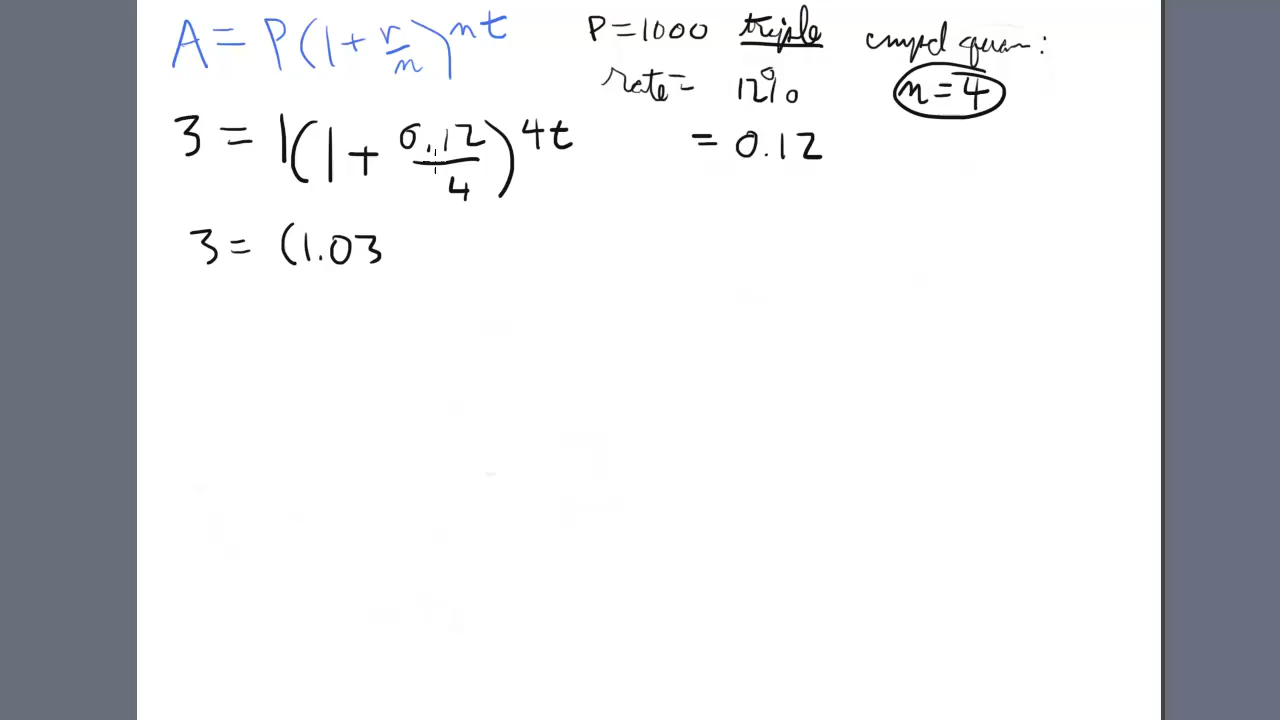 A = P(1 + r/n)^nt
P = 1000 triple
rate = 12%
= 0.12
n = 4
3 = 1(1 + 0.12/4)^4t
3 = (1.03